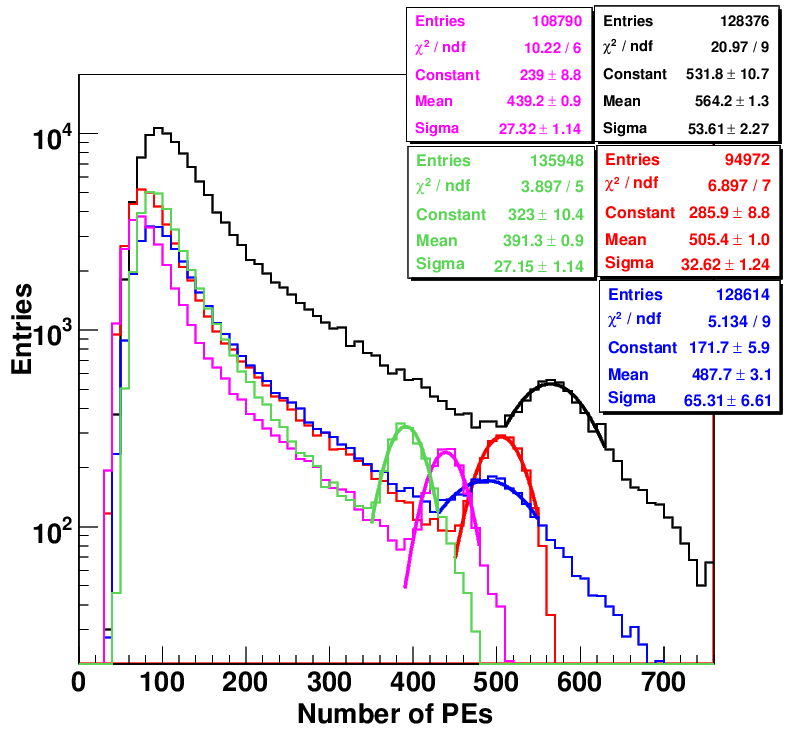 Entries 108790
χ² / ndf 10.22 / 6
Constant 239 ± 8.8
Mean 439.2 ± 0.9
Sigma 27.32 ± 1.14
Entries 128376
χ² / ndf 20.97 / 9
Constant 531.8 ± 10.7
Mean 564.2 ± 1.3
Sigma 53.61 ± 2.27
Entries 135948
χ² / ndf 3.897 / 5
Constant 323 ± 10.4
Mean 391.3 ± 0.9
Sigma 27.15 ± 1.14
Entries 94972
χ² / ndf 6.897 / 7
Constant 285.9 ± 8.8
Mean 505.4 ± 1.0
Sigma 32.62 ± 1.24
Entries 128614
χ² / ndf 5.134 / 9
Constant 171.7 ± 5.9
Mean 487.7 ± 3.1
Sigma 65.31 ± 6.61
Entries
10⁴
10³
10²
0 100 200 300 400 500 600 700
Number of PEs